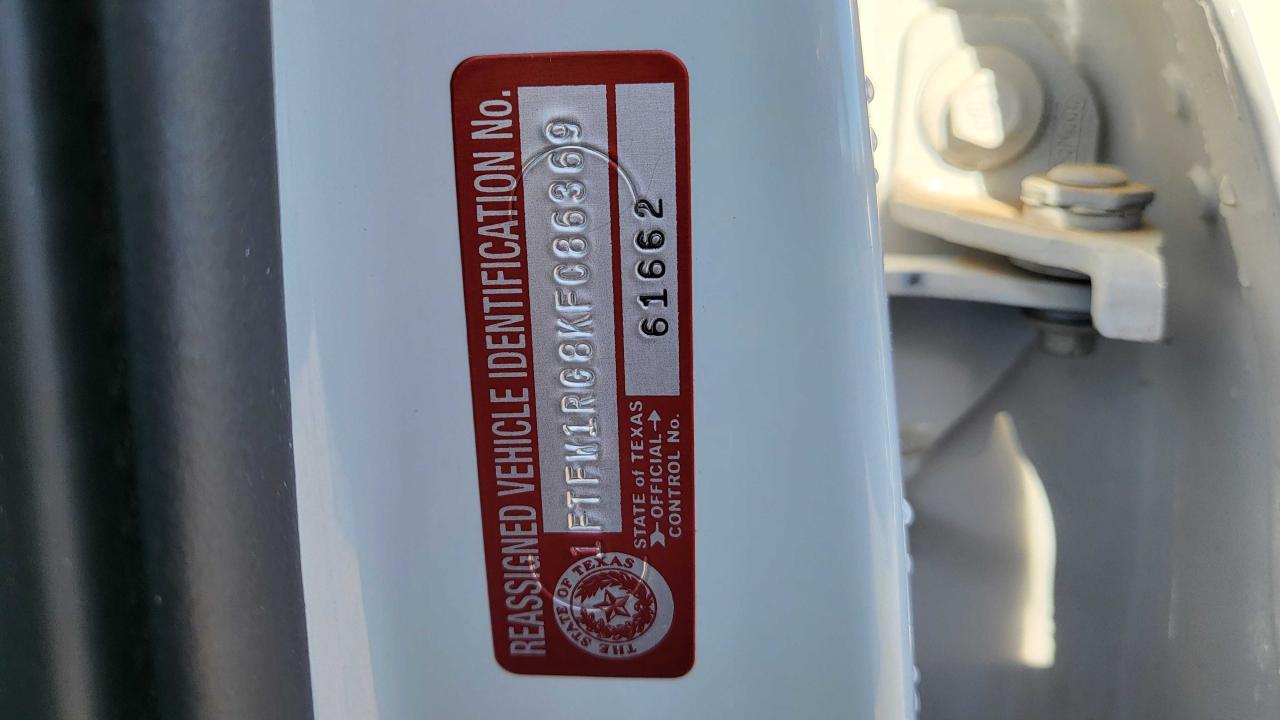 REASSIGNED VEHICLE IDENTIFICATION No.
1FTFW1RG8KFC86369
61662
STATE of TEXAS
OFFICIAL
CONTROL No.
THE STATE OF TEXAS